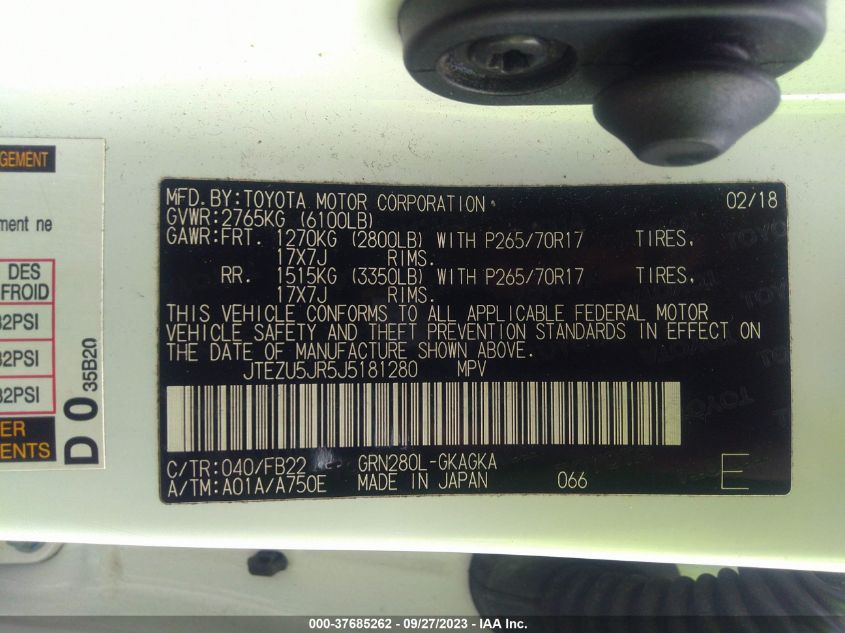 GEMENT
ment ne
DES
FROID
32PSI
32PSI
32PSI
ER
ENTS
D 0 35B20
MFD.BY:TOYOTA MOTOR CORPORATION 02/18
GVWR:2765KG (6100LB)
GAWR:FRT. 1270KG (2800LB) WITH P265/70R17 TIRES,
17X7J RIMS.
RR. 1515KG (3350LB) WITH P265/70R17 TIRES,
17X7J RIMS.
THIS VEHICLE CONFORMS TO ALL APPLICABLE FEDERAL MOTOR
VEHICLE SAFETY AND THEFT PREVENTION STANDARDS IN EFFECT ON
THE DATE OF MANUFACTURE SHOWN ABOVE.
JTEZU5JR5J5181280 MPV
C/TR:040/FB22 GRN280L-GKAGKA
A/TM:A01A/A750E MADE IN JAPAN 066 E
000-37685262 - 09/27/2023 - IAA Inc.